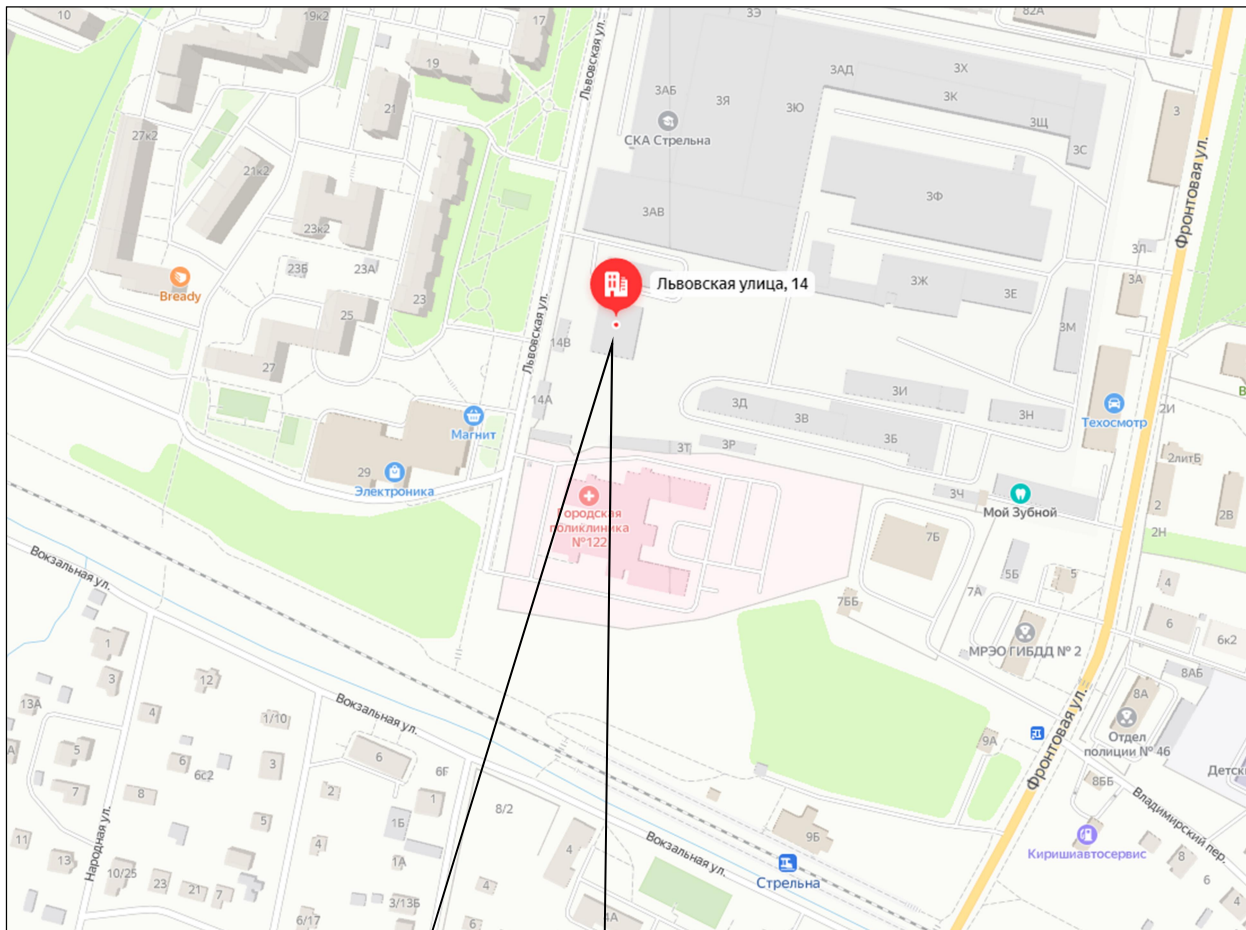 10
19к2
17
3Э
82А
19
Львовская ул.
3АД
3Х
21
3АБ
3Я
3Ю
3К
3Щ
3
27к2
СКА Стрельна
3С
21к2
Фронтовая ул.
3АВ
3Ф
23к2
3Л
23Б
23А
Bready
23
Львовская улица, 14
3Ж
3Е
3А
25
Львовская ул.
14В
3М
27
14А
3Д
3В
3И
3Н
Техосмотр
2И
Магнит
3Т
3Р
3Б
29
Электроника
2литБ
Городская
поликлиника
№122
3Ч
Мой Зубной
2
2В
7Б
2Н
Вокзальная ул.
5Б
5
7А
4
7ББ
6
6к2
1
МРЭО ГИБДД № 2
3
12
8АБ
13А
4
1/10
Вокзальная ул.
8А
Фронтовая ул.
Отдел
полиции № 46
5
6
6с2
3
6
6F
9А
7
8
2
1
8/2
8ББ
Владимирский пер.
Народная ул.
5
1Б
11
4
9Б
Киришиавтосервис
13
1А
4
Вокзальная ул.
8
10/25
23
21
7
3/13Б
4
Стрельна
6
6/17
6
4А
4